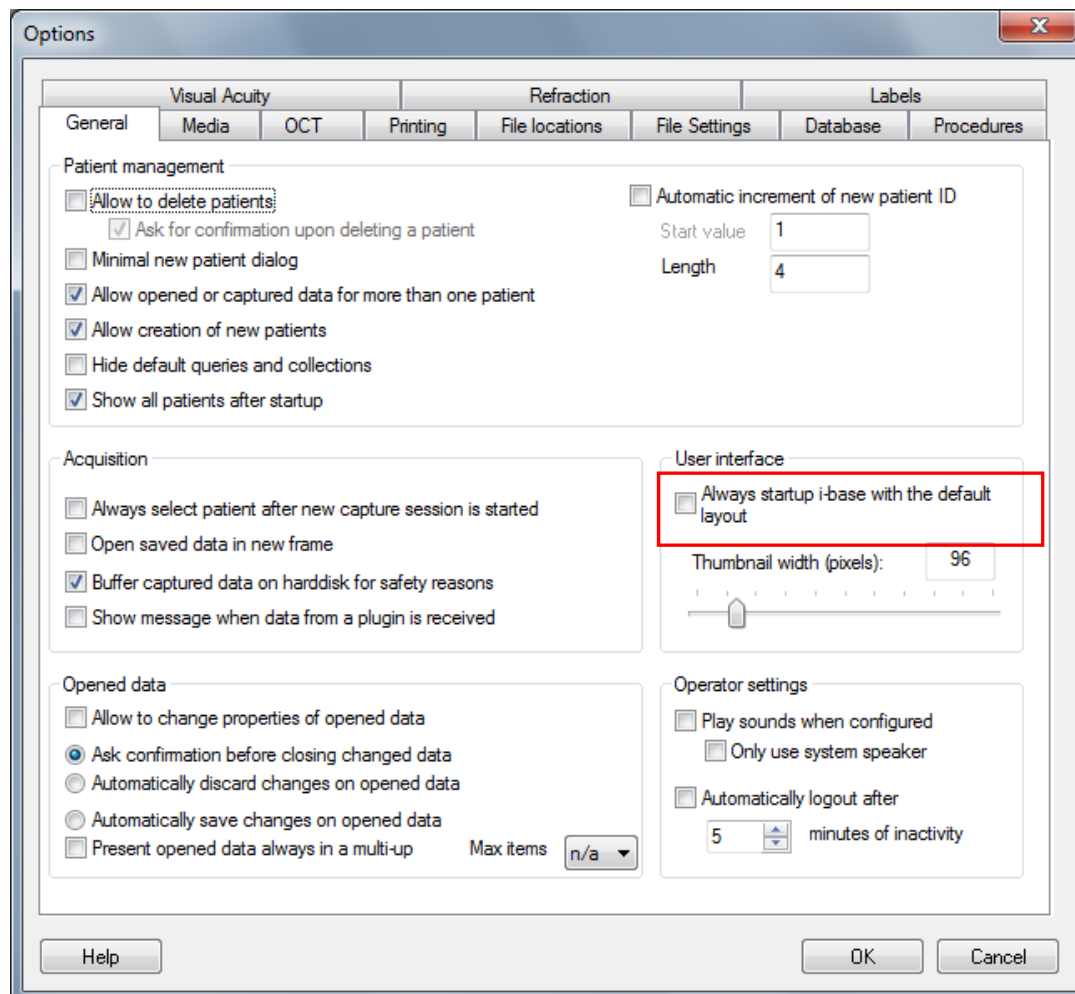 Options
Visual Acuity
Refraction
Labels
General
Media
OCT
Printing
File locations
File Settings
Database
Procedures
Patient management
Allow to delete patients
Ask for confirmation upon deleting a patient
Minimal new patient dialog
Allow opened or captured data for more than one patient
Allow creation of new patients
Hide default queries and collections
Show all patients after startup
Automatic increment of new patient ID
Start value 1
Length 4
Acquisition
Always select patient after new capture session is started
Open saved data in new frame
Buffer captured data on harddisk for safety reasons
Show message when data from a plugin is received
User interface
Always startup i-base with the default
layout
Thumbnail width (pixels): 96
Opened data
Allow to change properties of opened data
Ask confirmation before closing changed data
Automatically discard changes on opened data
Automatically save changes on opened data
Present opened data always in a multi-up Max items n/a
Operator settings
Play sounds when configured
Only use system speaker
Automatically logout after
5 minutes of inactivity
Help
OK
Cancel